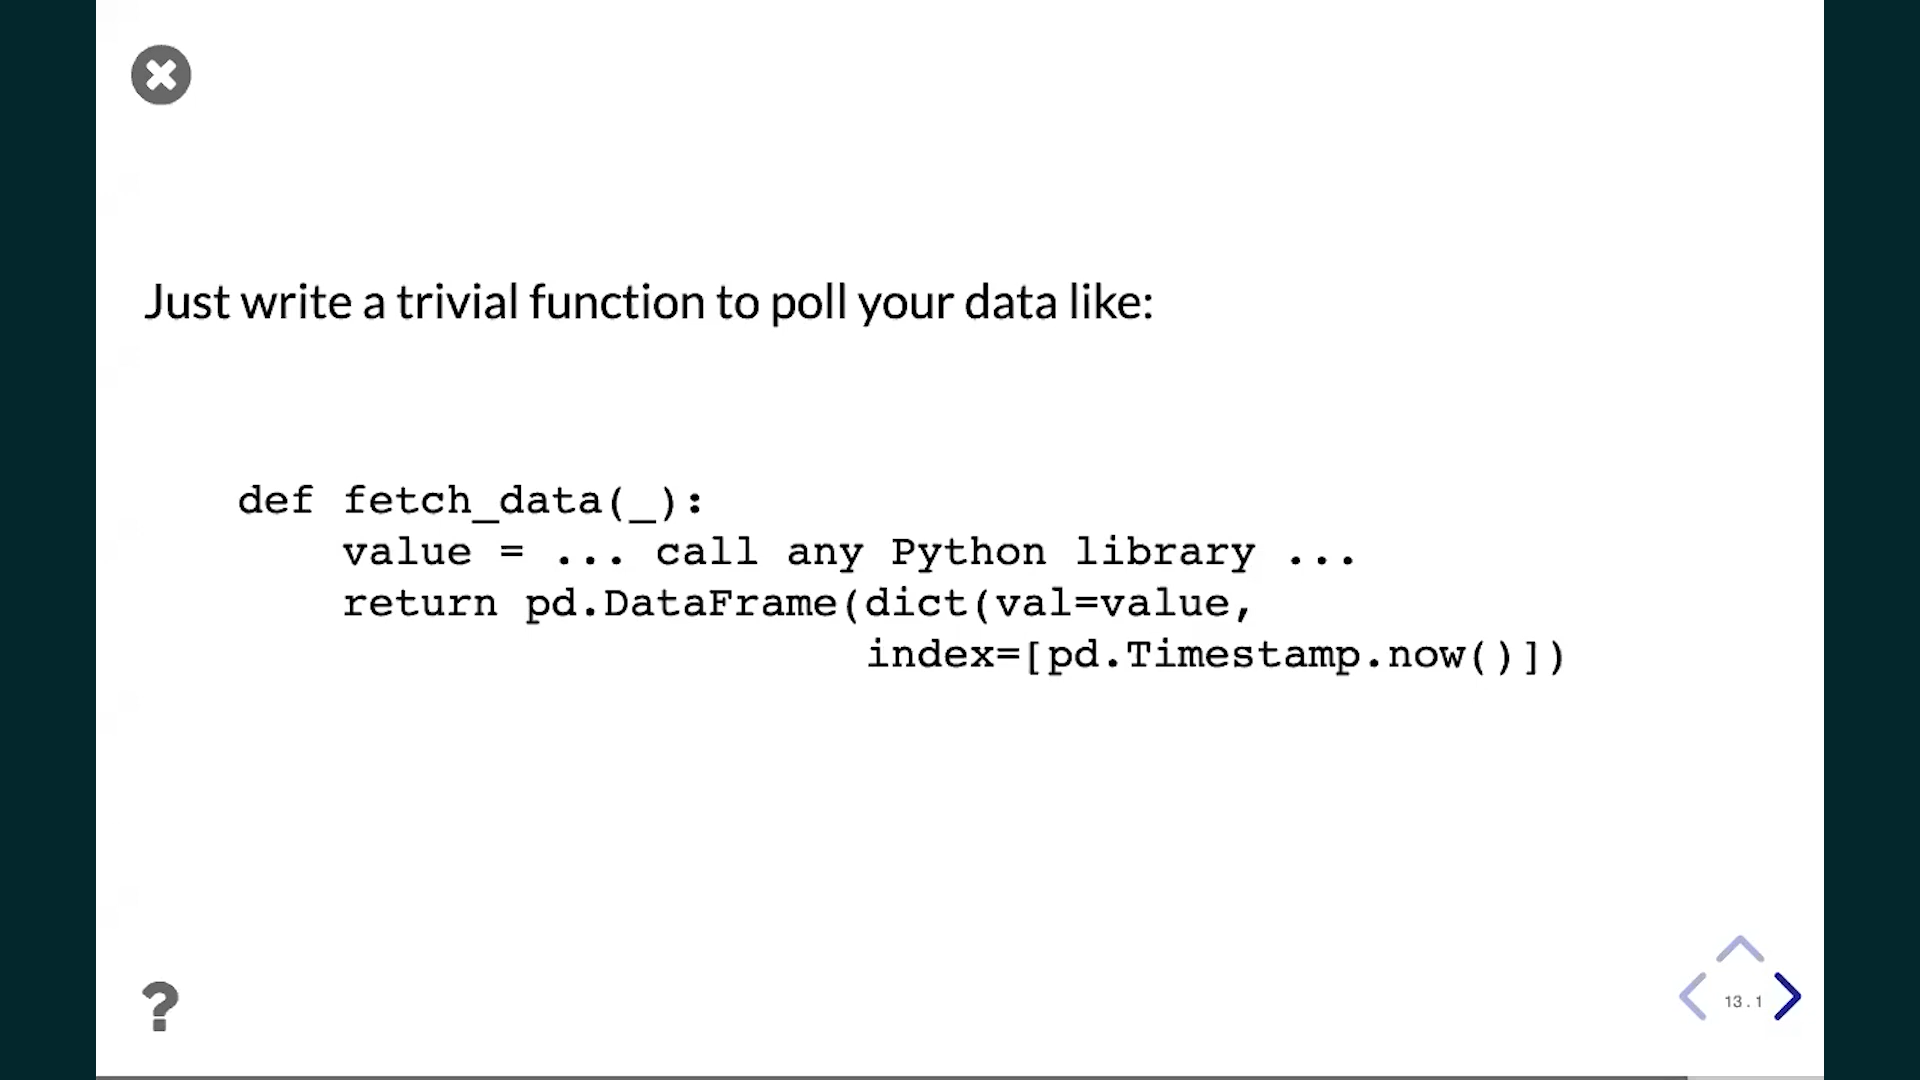 Just write a trivial function to poll your data like:
def fetch_data(_):
    value = ... call any Python library ...
    return pd.DataFrame(dict(val=value,
                        index=[pd.Timestamp.now()])
?
13.1